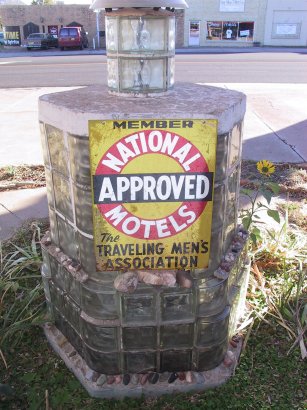 MEMBER
NATIONAL
APPROVED
MOTELS
The
TRAVELING MEN'S
ASSOCIATION